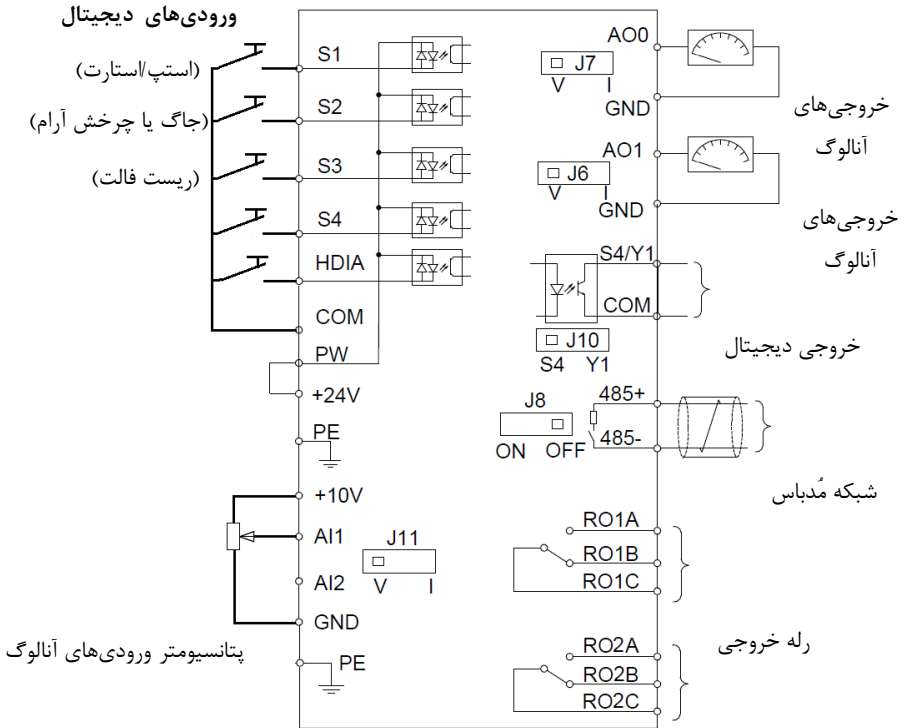 ورودی‌های دیجیتال
S1
(استپ/استارت)
S2
(جاگ یا چرخش آرام)
S3
(ریست فالت)
S4
HDIA
COM
PW
+24V
PE
+10V
AI1
J11
V I
AI2
GND
پتانسیومتر ورودی‌های آنالوگ
PE
AO0
J7
V I
GND
خروجی‌های
آنالوگ
AO1
J6
V I
GND
خروجی‌های
آنالوگ
S4/Y1
COM
J10
S4 Y1
خروجی دیجیتال
J8
ON OFF
485+
485-
شبکه مُدباس
RO1A
RO1B
RO1C
رله خروجی
RO2A
RO2B
RO2C